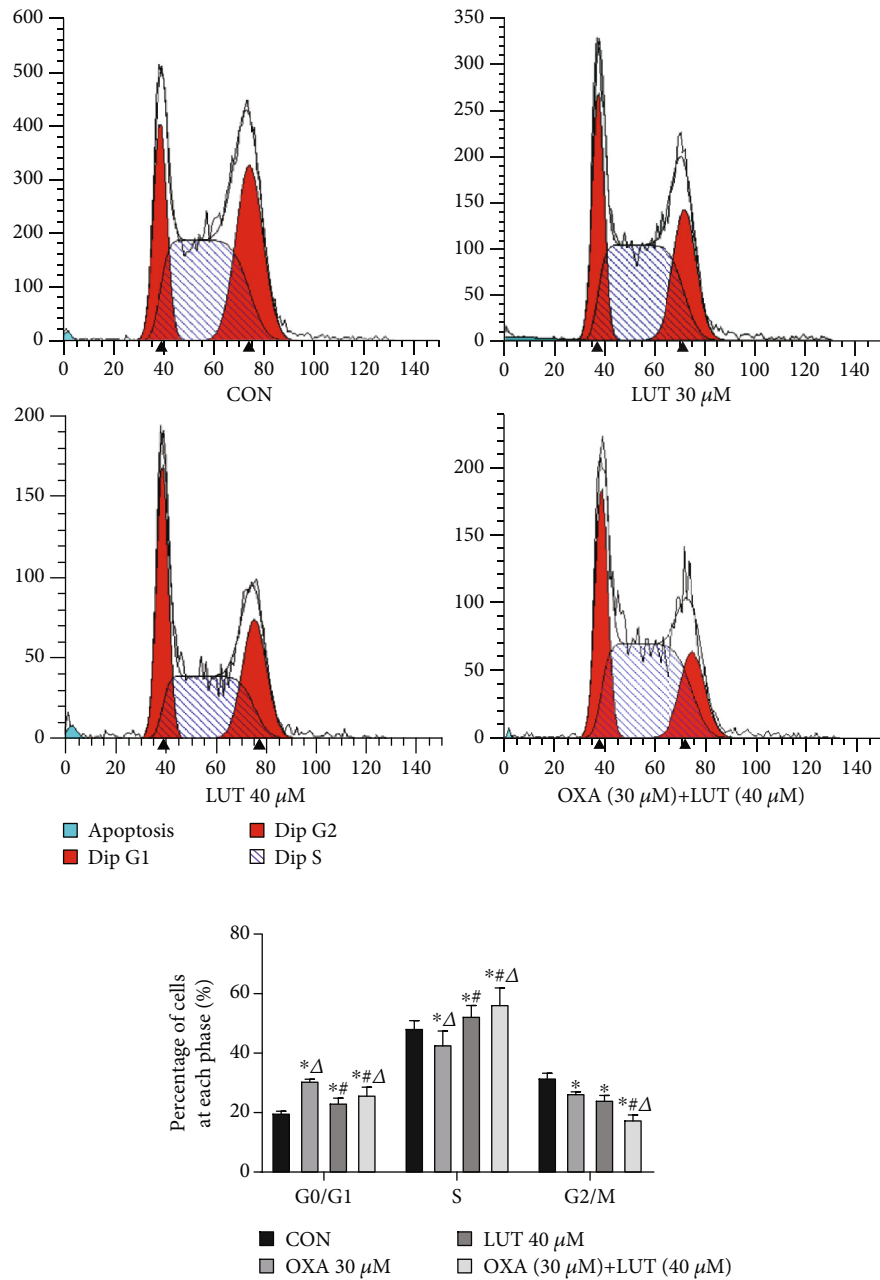 600
500
400
300
200
100
0
0 20 40 60 80 100 120 140
CON
350
300
250
200
150
100
50
0
0 20 40 60 80 100 120 140
LUT 30 μM
200
150
100
50
0
0 20 40 60 80 100 120 140
LUT 40 μM
200
150
100
50
0
0 20 40 60 80 100 120 140
OXA (30 μM)+LUT (40 μM)
Apoptosis Dip G2
Dip G1 Dip S
Percentage of cells
at each phase (%)
80
60
40
20
0
*Δ *# *#Δ
*Δ *# *#Δ
* * *#Δ
G0/G1 S G2/M
CON LUT 40 μM
OXA 30 μM OXA (30 μM)+LUT (40 μM)